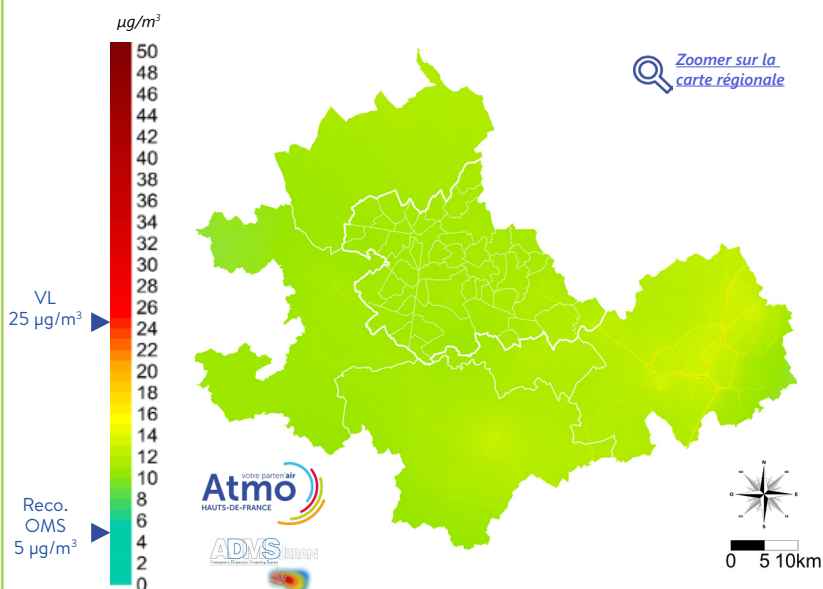 µg/m³
50
48
46
44
42
40
38
36
34
32
30
28
26
24
22
20
18
16
14
12
10
8
6
4
2
0
VL
25 µg/m³
Reco.
OMS
5 µg/m³
Zoomer sur la
carte régionale
votre parten'air
Atmo
HAUTS-DE-FRANCE
ADMS URBAN
N
O
E
S
0 5 10km